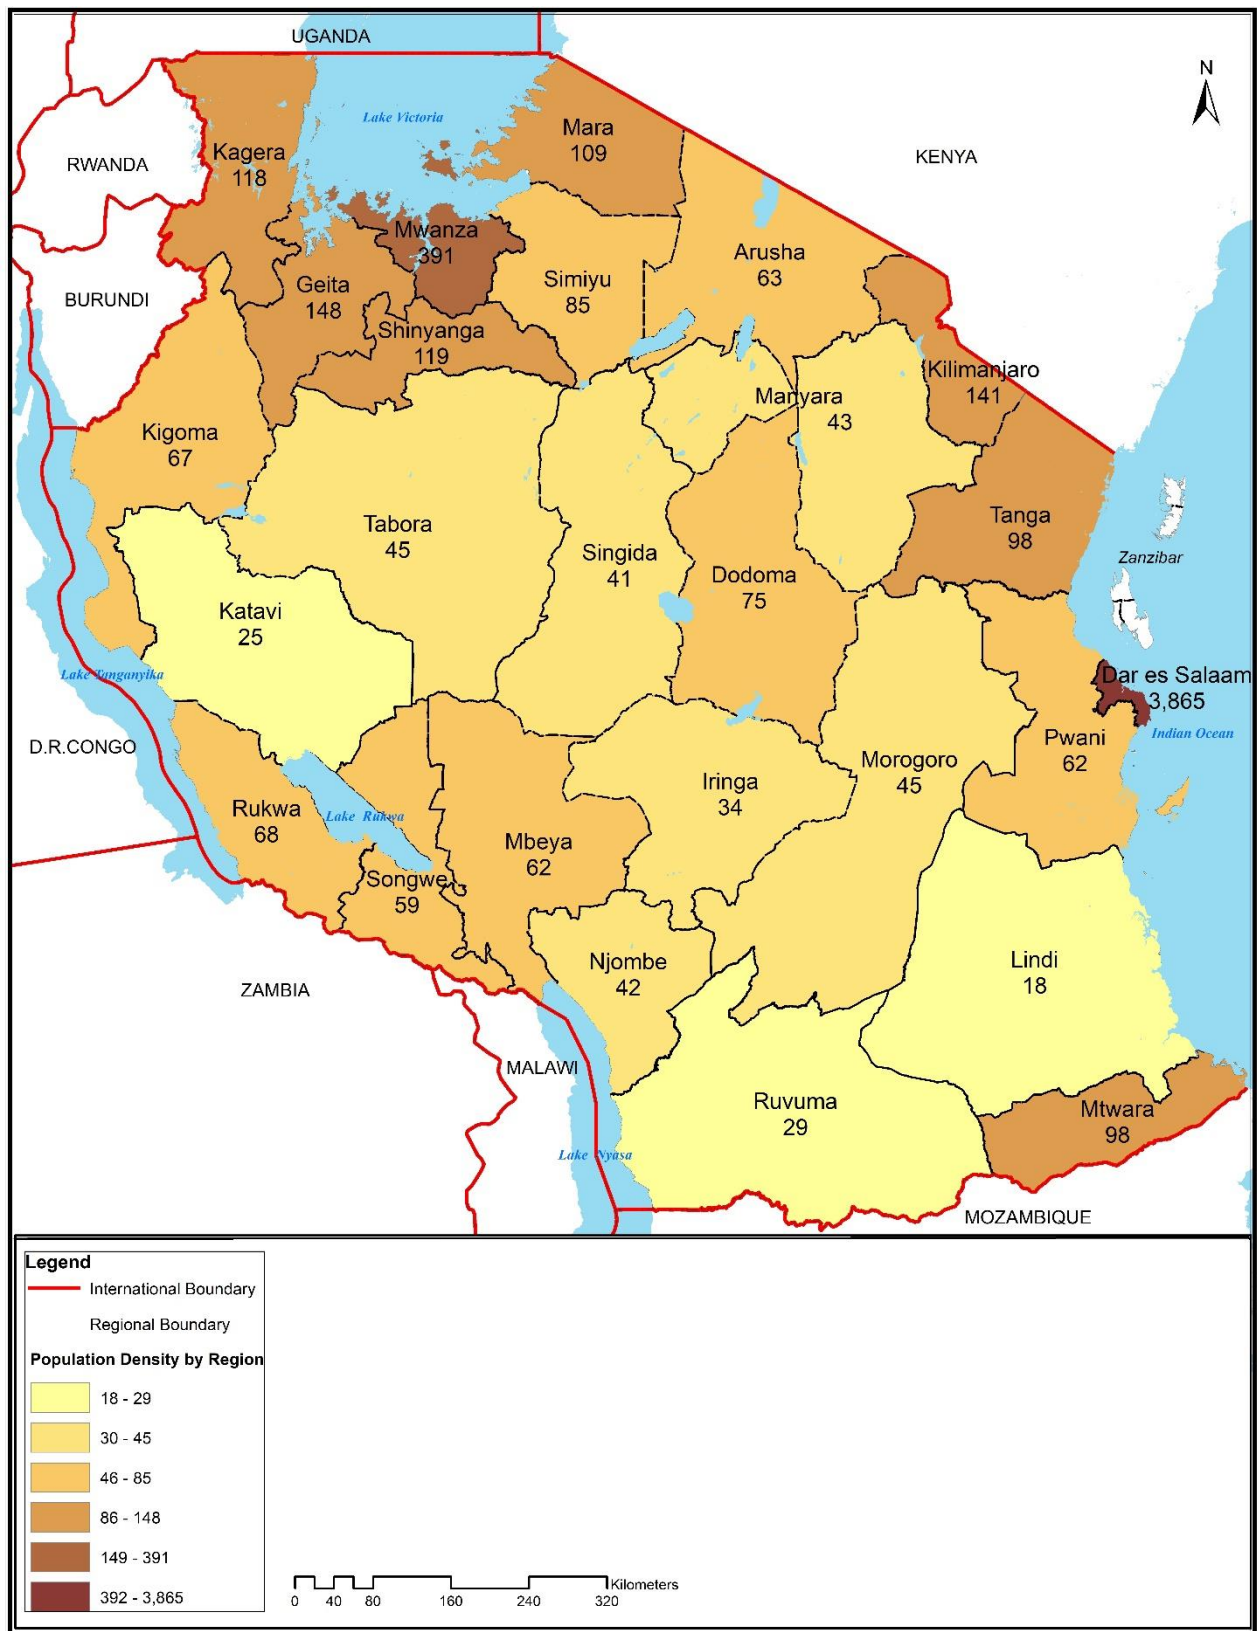 UGANDA
N
Lake Victoria
Mara
109
Kagera
118
KENYA
RWANDA
Mwanza
391
Arusha
63
Simiyu
85
Geita
148
BURUNDI
Shinyanga
119
Kilimanjaro
141
Manyara
43
Kigoma
67
Tabora
45
Tanga
98
Singida
41
Zanzibar
Dodoma
75
Katavi
25
Lake Tanganyika
Dar es Salaam
3,865
Indian Ocean
D.R.CONGO
Pwani
62
Morogoro
45
Iringa
34
Rukwa
68
Lake Rukwa
Mbeya
62
Songwe
59
Njombe
42
Lindi
18
ZAMBIA
MALAWI
Ruvuma
29
Mtwara
98
Lake Nyasa
MOZAMBIQUE
Legend
International Boundary
Regional Boundary
Population Density by Region
18 - 29
30 - 45
46 - 85
86 - 148
149 - 391
392 - 3,865
Kilometers
0 40 80 160 240 320